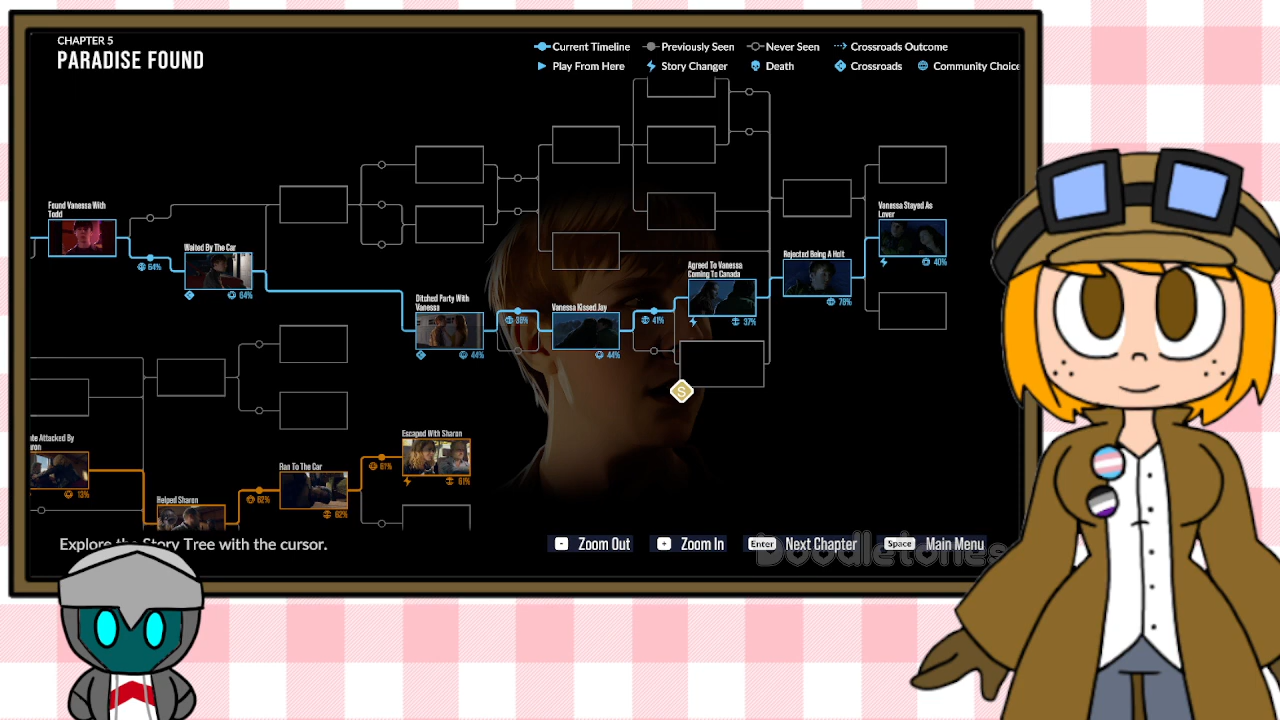 CHAPTER 5
PARADISE FOUND
Current Timeline
Previously Seen
Never Seen
Crossroads Outcome
Play From Here
Story Changer
Death
Crossroads
Community Choice
Found Vanessa With
Todd
64%
Waited By The Car
64%
Ditched Party With
Vanessa
44%
Vanessa Kissed Jay
44%
41%
Agreed To Vanessa
Coming To Canada
37%
Rejected Being A Holt
78%
Vanessa Stayed As
Lover
40%
Attacked By
13%
Helped Sharon
62%
Ran To The Car
62%
61%
Escaped With Sharon
61%
S
Explore the Story Tree with the cursor.
- Zoom Out
+ Zoom In
Enter Next Chapter
Space Main Menu
Doodletones